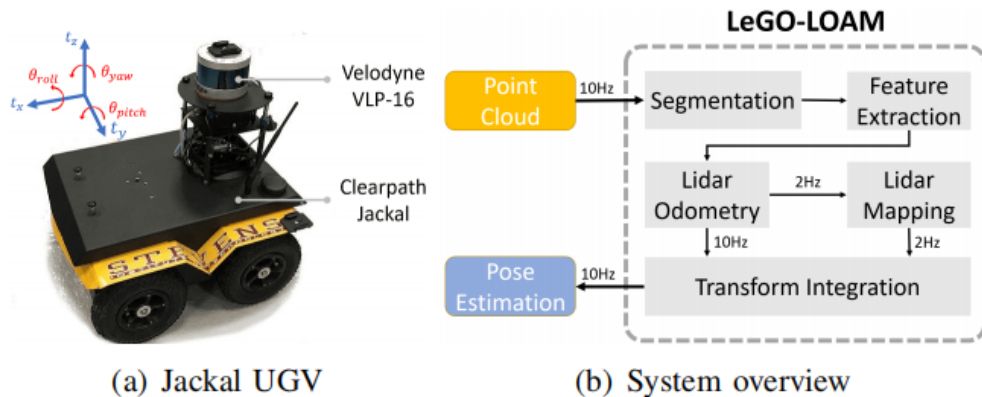 t_z
θ_roll
θ_yaw
t_x
θ_pitch
t_y
Velodyne
VLP-16
Clearpath
Jackal
STEVENS
(a) Jackal UGV
LeGO-LOAM
Point
Cloud
10Hz
Segmentation
Feature
Extraction
Lidar
Odometry
2Hz
Lidar
Mapping
10Hz
2Hz
Pose
Estimation
10Hz
Transform Integration
(b) System overview